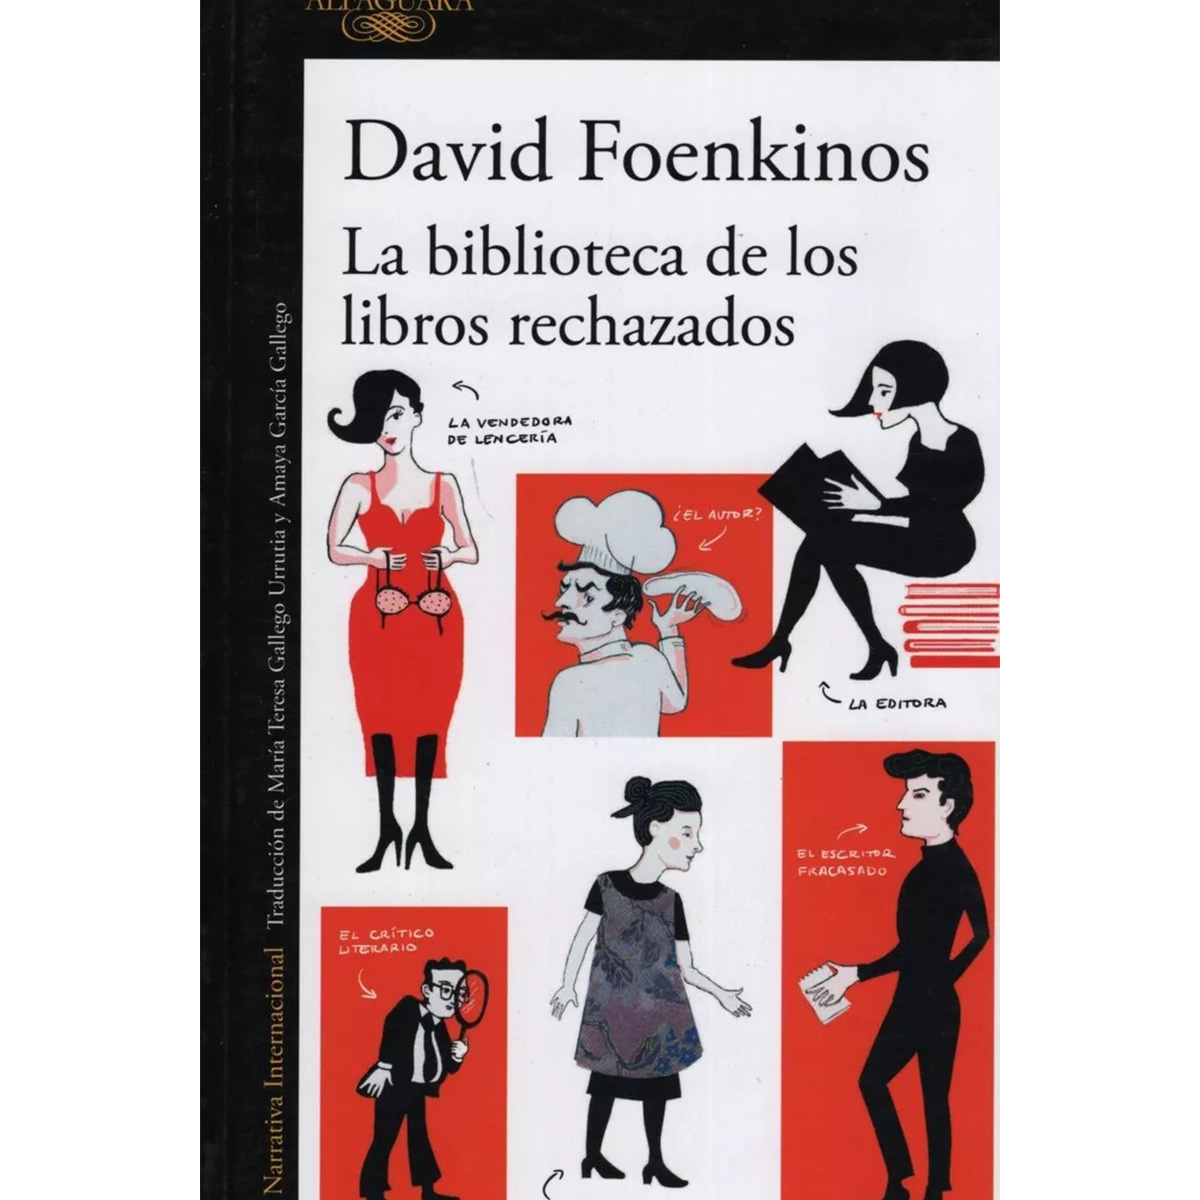 ALFAGUARA
David Foenkinos
La biblioteca de los
libros rechazados
LA VENDEDORA
DE LENCERÍA
¿EL AUTOR?
LA EDITORA
EL ESCRITOR
FRACASADO
EL CRÍTICO
LITERARIO
Narrativa Internacional Traducción de María Teresa Gallego Urrutia y Amaya García Gallego